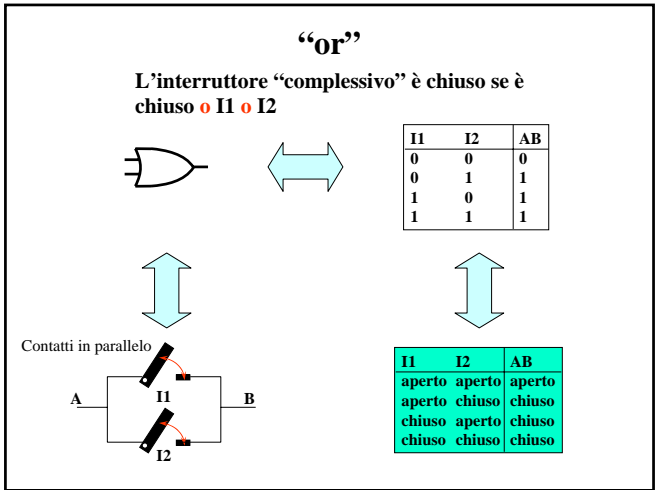 “or”
L’interruttore “complessivo” è chiuso se è
chiuso o I1 o I2
I1 I2 AB
0 0 0
0 1 1
1 0 1
1 1 1
Contatti in parallelo
A I1 B
I2
I1 I2 AB
aperto aperto aperto
aperto chiuso chiuso
chiuso aperto chiuso
chiuso chiuso chiuso